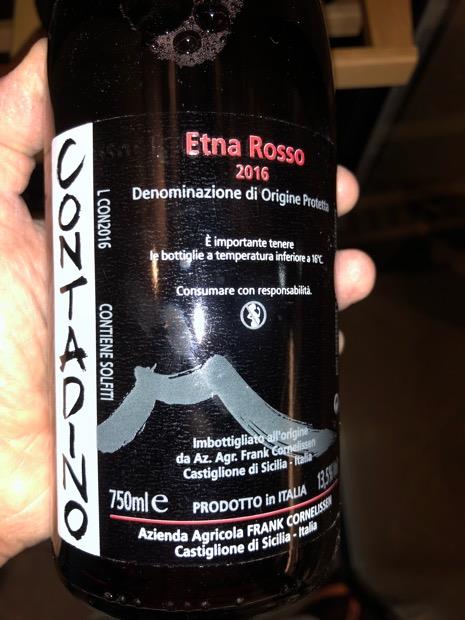 CONTADINO
L CON2016
CONTIENE SOLFITI
Etna Rosso
2016
Denominazione di Origine Protetta
È importante tenere
le bottiglie a temperatura inferiore a 16°C.
Consumare con responsabilità.
Imbottigliato all'origine
da Az. Agr. Frank Cornelissen
Castiglione di Sicilia - Italia
750ml e PRODOTTO in ITALIA 13,5%
Azienda Agricola FRANK CORNELISSEN
Castiglione di Sicilia - Italia